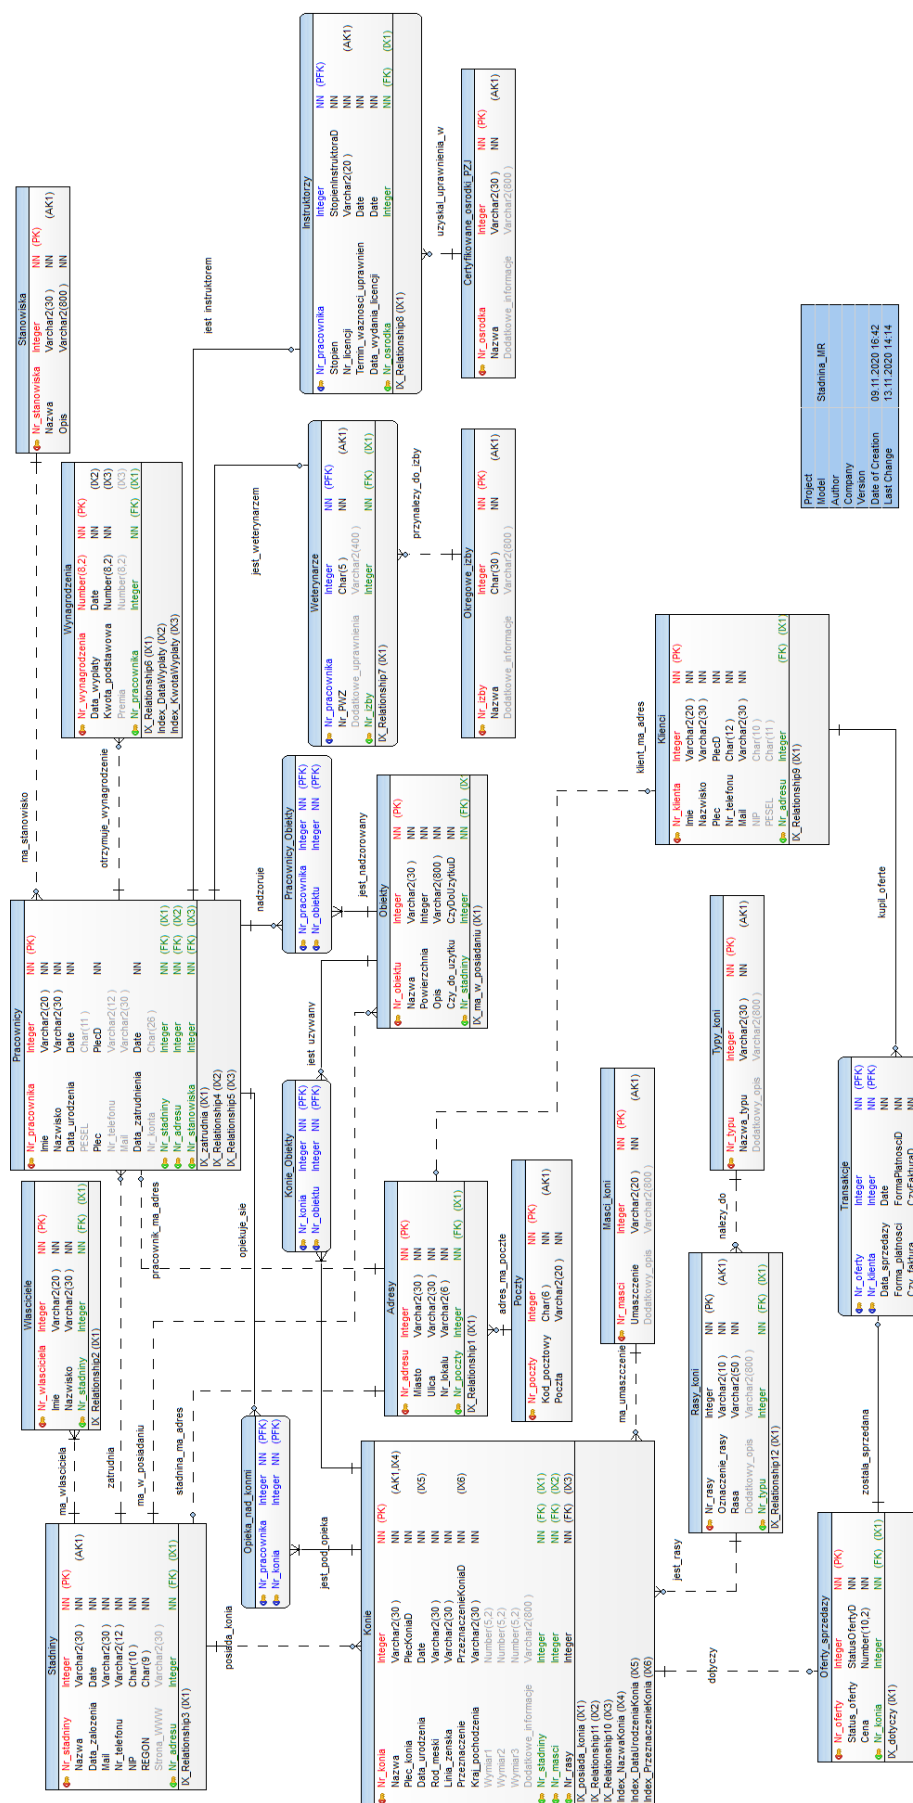 Stadniny
Nr_stadniny Integer NN (PK)
Nazwa Varchar2(30 ) NN (AK1)
Data_zalozenia Date NN
Mail Varchar2(30 ) NN
Nr_telefonu Varchar2(12 ) NN
NIP Char(10 ) NN
REGON Char(9 ) NN
Strona_WWW Varchar2(30 )
Nr_adresu Integer NN (FK) (IX1)
IX_Relationship3 (IX1)
ma_wlasciciela
zatrudnia
ma_w_posiadaniu
stadnina_ma_adres
posiada_konia
Wlasciciele
Nr_wlasciciela Integer NN (PK)
Imie Varchar2(20 ) NN
Nazwisko Varchar2(30 ) NN
Nr_stadniny Integer NN (FK) (IX1)
IX_Relationship2 (IX1)
Pracownicy
Nr_pracownika Integer NN (PK)
Imie Varchar2(20 ) NN
Nazwisko Varchar2(30 ) NN
Data_urodzenia Date NN
PESEL Char(11 )
Plec PlecD NN
Nr_telefonu Varchar2(12 )
Mail Varchar2(30 )
Data_zatrudnienia Date NN
Nr_konta Char(26 )
Nr_stadniny Integer NN (FK) (IX1)
Nr_adresu Integer NN (FK) (IX2)
Nr_stanowiska Integer NN (FK) (IX3)
IX_zatrudnia (IX1)
IX_Relationship4 (IX2)
IX_Relationship5 (IX3)
pracownik_ma_adres
opiekuje_sie
ma_stanowisko
otrzymuje_wynagrodzenie
nadzoruje
Stanowiska
Nr_stanowiska Integer NN (PK)
Nazwa Varchar2(30 ) NN (AK1)
Opis Varchar2(800 ) NN
Wynagrodzenia
Nr_wynagrodzenia Number(8,2) NN (PK)
Data_wyplaty Date NN (IX2)
Kwota_podstawowa Number(8,2) NN (IX3)
Premia Number(8,2) (IX3)
Nr_pracownika Integer NN (FK) (IX1)
IX_Relationship6 (IX1)
Index_DataWyplaty (IX2)
Index_KwotaWyplaty (IX3)
jest_instruktorem
jest_weterynarzem
Opieka_nad_konmi
Nr_pracownika Integer NN (PFK)
Nr_konia Integer NN (PFK)
jest_pod_opieka
Konie_Obiekty
Nr_konia Integer NN (PFK)
Nr_obiektu Integer NN (PFK)
jest_uzywany
Pracownicy_Obiekty
Nr_pracownika Integer NN (PFK)
Nr_obiektu Integer NN (PFK)
jest_nadzorowany
Weterynarze
Nr_pracownika Integer NN (PFK)
Nr_PWZ Char(5 ) NN (AK1)
Dodatkowe_uprawnienia Varchar2(400 )
Nr_izby Integer NN (FK) (IX1)
IX_Relationship7 (IX1)
przynalezy_do_izby
Instruktorzy
Nr_pracownika Integer NN (PFK)
Stopien StopienInstruktoraD NN
Nr_licencji Varchar2(20 ) NN (AK1)
Termin_waznosci_uprawnien Date NN
Data_wydania_licencji Date NN
Nr_osrodka Integer NN (FK) (IX1)
IX_Relationship8 (IX1)
uzyskal_uprawnienia_w
Konie
Nr_konia Integer NN (PK)
Nazwa Varchar2(30 ) NN (AK1,IX4)
Plec_konia PlecKoniaD NN
Data_urodzenia Date NN (IX5)
Rod_meski Varchar2(30 ) NN
Linia_zenska Varchar2(30 ) NN
Przeznaczenie PrzeznaczenieKoniaD NN (IX6)
Kraj_pochodzenia Varchar2(30 ) NN
Wymiar1 Number(5,2)
Wymiar2 Number(5,2)
Wymiar3 Number(5,2)
Dodatkowe_informacje Varchar2(800 )
Nr_stadniny Integer NN (FK) (IX1)
Nr_masci Integer NN (FK) (IX2)
Nr_rasy Integer NN (FK) (IX3)
IX_posiada_konia (IX1)
IX_Relationship11 (IX2)
IX_Relationship10 (IX3)
Index_NazwaKonia (IX4)
Index_DataUrodzeniaKonia (IX5)
Index_PrzeznaczenieKonia (IX6)
Adresy
Nr_adresu Integer NN (PK)
Miasto Varchar2(30 ) NN
Ulica Varchar2(30 ) NN
Nr_lokalu Varchar2(6 ) NN
Nr_poczty Integer NN (FK) (IX1)
IX_Relationship1 (IX1)
adres_ma_poczte
Obiekty
Nr_obiektu Integer NN (PK)
Nazwa Varchar2(30 ) NN
Powierzchnia Integer NN
Opis Varchar2(800 ) NN
Czy_do_uzytku CzyDoUzytkuD NN
Nr_stadniny Integer NN (FK) (IX1)
IX_ma_w_posiadaniu (IX1)
Okregowe_izby
Nr_izby Integer NN (PK)
Nazwa Char(30 ) NN (AK1)
Dodatkowe_informacje Varchar2(800 )
Certyfikowane_osrodki_PZJ
Nr_osrodka Integer NN (PK)
Nazwa Varchar2(30 ) NN (AK1)
Dodatkowe_informacje Varchar2(800 )
Poczty
Nr_poczty Integer NN (PK)
Kod_pocztowy Char(6 ) NN (AK1)
Poczta Varchar2(20 ) NN
ma_umaszczenie
Masci_koni
Nr_masci Integer NN (PK)
Umaszczenie Varchar2(20 ) NN (AK1)
Dodatkowy_opis Varchar2(800 )
klient_ma_adres
Klienci
Nr_klienta Integer NN (PK)
Imie Varchar2(20 ) NN
Nazwisko Varchar2(30 ) NN
Plec PlecD NN
Nr_telefonu Char(12 ) NN
Mail Varchar2(30 ) NN
NIP Char(10 )
PESEL Char(11 )
Nr_adresu Integer (FK) (IX1)
IX_Relationship9 (IX1)
jest_rasy
Rasy_koni
Nr_rasy Integer NN (PK)
Oznaczenie_rasy Varchar2(10 ) NN (AK1)
Rasa Varchar2(50 ) NN
Dodatkowy_opis Varchar2(800 )
Nr_typu Integer NN (FK) (IX1)
IX_Relationship12 (IX1)
nalezy_do
Typy_koni
Nr_typu Integer NN (PK)
Nazwa_typu Varchar2(30 ) NN (AK1)
Dodatkowy_opis Varchar2(800 )
dotyczy
Oferty_sprzedazy
Nr_oferty Integer NN (PK)
Status_oferty StatusOfertyD NN
Cena Number(10,2) NN
Nr_konia Integer NN (FK) (IX1)
IX_dotyczy (IX1)
zostala_sprzedana
kupil_oferte
Transakcje
Nr_oferty Integer NN (PFK)
Nr_klienta Integer NN (PFK)
Data_sprzedazy Date NN
Forma_platnosci FormaPlatnosciD NN
Czy_faktura CzyFakturaD NN
Project
Model Stadnina_MR
Author
Company
Version
Date of Creation 09.11.2020 16:42
Last Change 13.11.2020 14:14